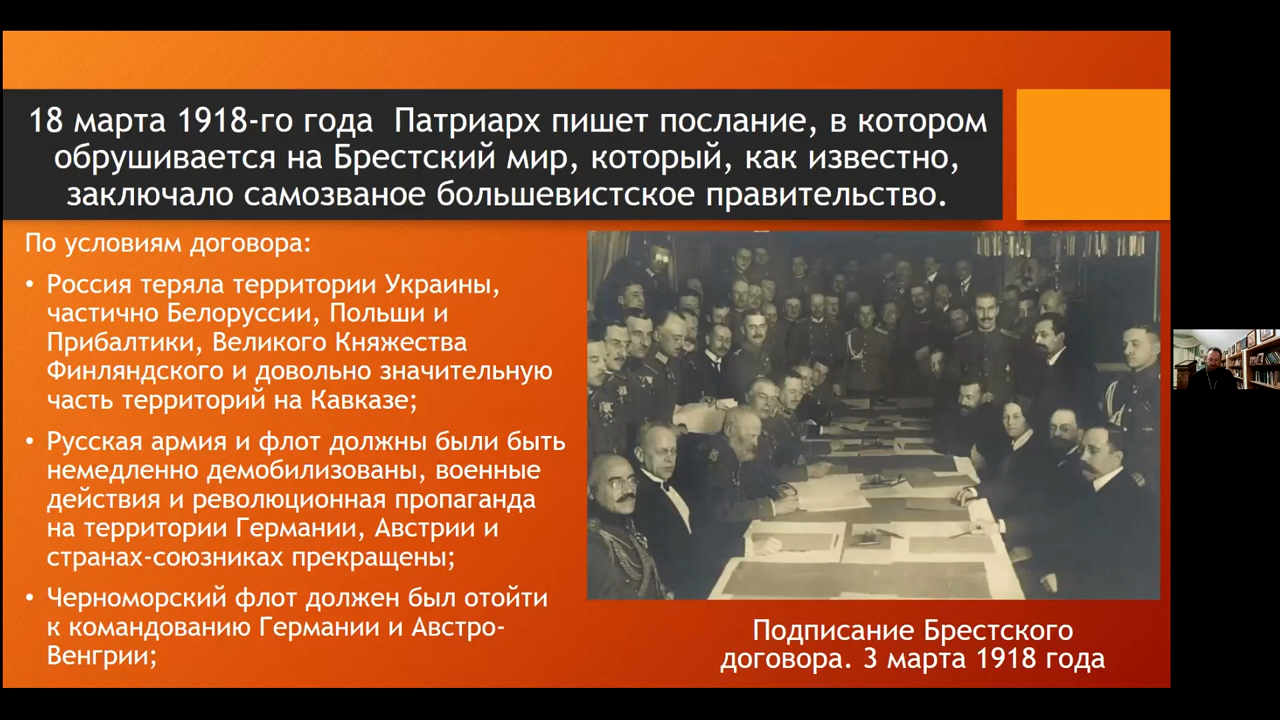 18 марта 1918-го года  Патриарх пишет послание, в котором
обрушивается на Брестский мир, который, как известно,
заключало самозваное большевистское правительство.
По условиям договора:
• Россия теряла территории Украины,
частично Белоруссии, Польши и
Прибалтики, Великого Княжества
Финляндского и довольно значительную
часть территорий на Кавказе;
• Русская армия и флот должны были быть
немедленно демобилизованы, военные
действия и революционная пропаганда
на территории Германии, Австрии и
странах-союзниках прекращены;
• Черноморский флот должен был отойти
к командованию Германии и Австро-
Венгрии;
Подписание Брестского
договора. 3 марта 1918 года